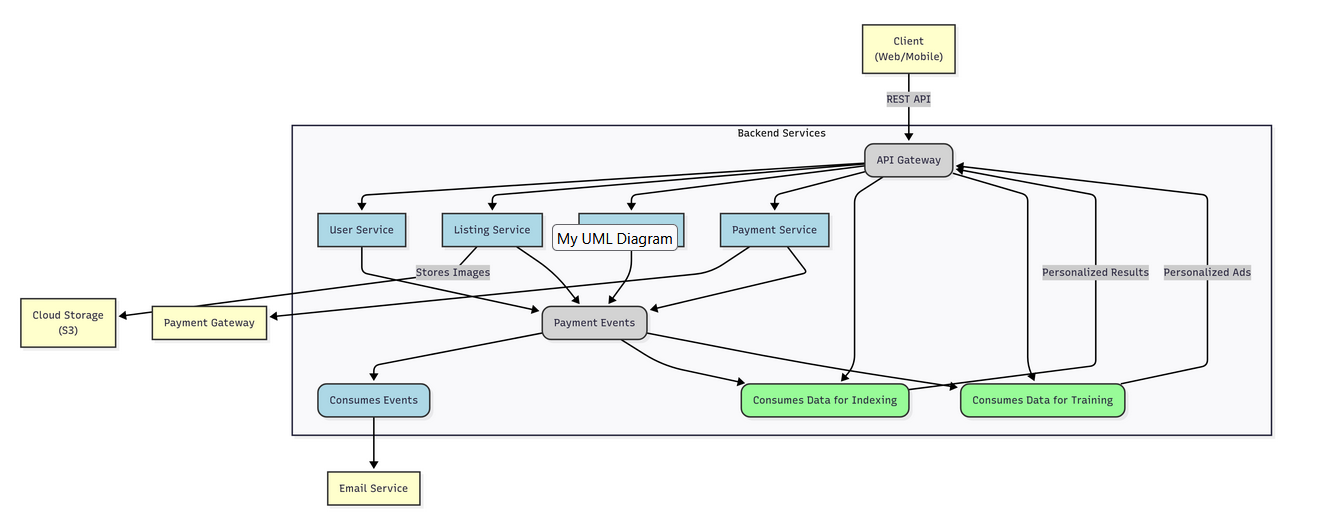 Client
(Web/Mobile)
REST API
Backend Services
API Gateway
User Service
Listing Service
My UML Diagram
Payment Service
Stores Images
Personalized Results
Personalized Ads
Cloud Storage
(S3)
Payment Gateway
Payment Events
Consumes Events
Consumes Data for Indexing
Consumes Data for Training
Email Service